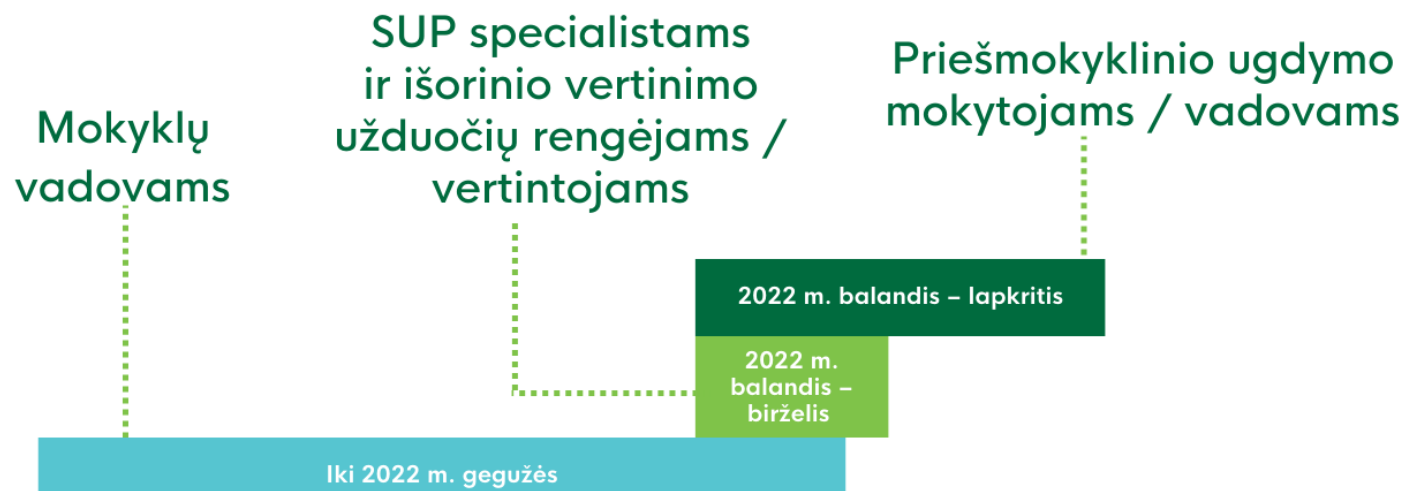 Mokyklų
vadovams
SUP specialistams
ir išorinio vertinimo
užduočių rengėjams /
vertintojams
Priešmokyklinio ugdymo
mokytojams / vadovams
2022 m. balandis – lapkritis
2022 m.
balandis –
birželis
Iki 2022 m. gegužės